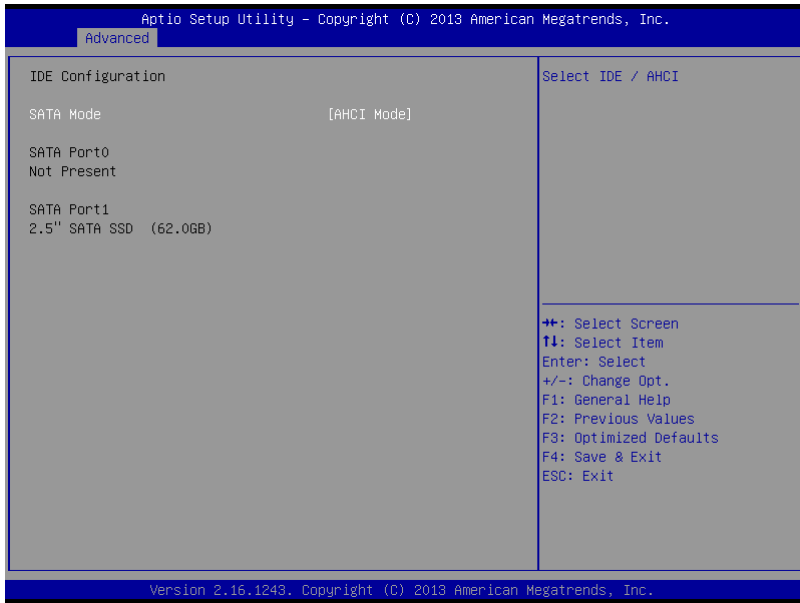 Aptio Setup Utility – Copyright (C) 2013 American Megatrends, Inc.
Advanced
IDE Configuration
SATA Mode [AHCI Mode]
SATA Port0
Not Present
SATA Port1
2.5" SATA SSD (62.0GB)
Select IDE / AHCI
→←: Select Screen
↑↓: Select Item
Enter: Select
+/-: Change Opt.
F1: General Help
F2: Previous Values
F3: Optimized Defaults
F4: Save & Exit
ESC: Exit
Version 2.16.1243. Copyright (C) 2013 American Megatrends, Inc.